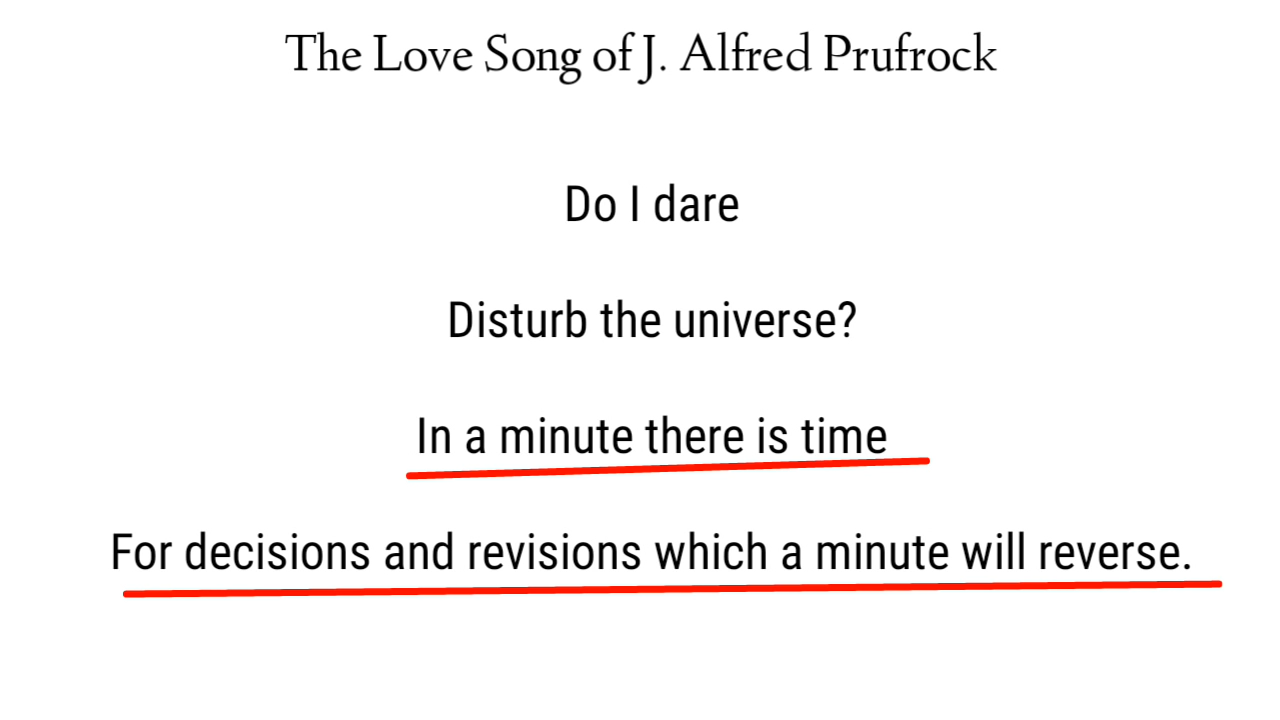 The Love Song of J. Alfred Prufrock
Do I dare
Disturb the universe?
In a minute there is time
For decisions and revisions which a minute will reverse.